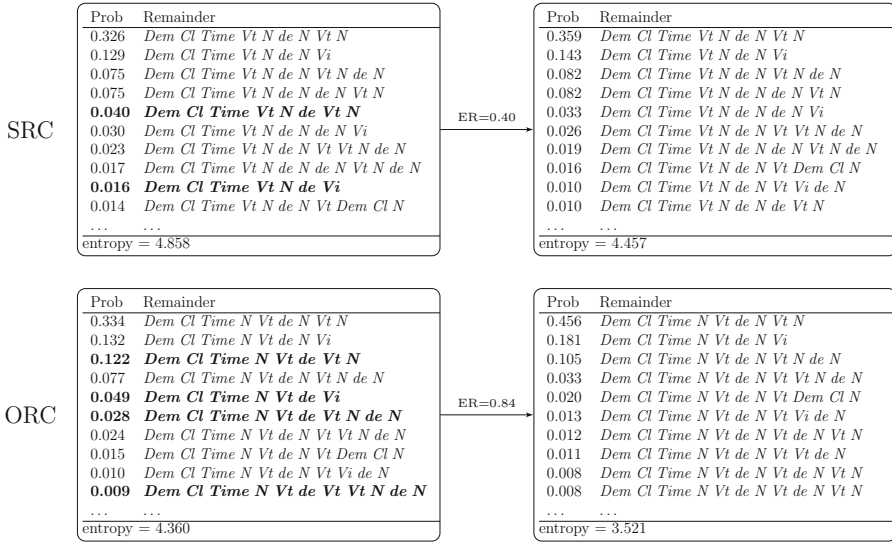 SRC
Prob Remainder
0.326 Dem Cl Time Vt N de N Vt N
0.129 Dem Cl Time Vt N de N Vi
0.075 Dem Cl Time Vt N de N Vt N de N
0.075 Dem Cl Time Vt N de N de N Vt N
0.040 Dem Cl Time Vt N de Vt N
0.030 Dem Cl Time Vt N de N de N Vi
0.023 Dem Cl Time Vt N de N Vt Vt N de N
0.017 Dem Cl Time Vt N de N de N Vt N de N
0.016 Dem Cl Time Vt N de Vi
0.014 Dem Cl Time Vt N de N Vt Dem Cl N
... ...
entropy = 4.858
ER=0.40
Prob Remainder
0.359 Dem Cl Time Vt N de N Vt N
0.143 Dem Cl Time Vt N de N Vi
0.082 Dem Cl Time Vt N de N Vt N de N
0.082 Dem Cl Time Vt N de N de N Vt N
0.033 Dem Cl Time Vt N de N de N Vi
0.026 Dem Cl Time Vt N de N Vt Vt N de N
0.019 Dem Cl Time Vt N de N de N Vt N de N
0.016 Dem Cl Time Vt N de N Vt Dem Cl N
0.010 Dem Cl Time Vt N de N Vt Vi de N
0.010 Dem Cl Time Vt N de N de Vt N
... ...
entropy = 4.457
ORC
Prob Remainder
0.334 Dem Cl Time N Vt de N Vt N
0.132 Dem Cl Time N Vt de N Vi
0.122 Dem Cl Time N Vt de Vt N
0.077 Dem Cl Time N Vt de N Vt N de N
0.049 Dem Cl Time N Vt de Vi
0.028 Dem Cl Time N Vt de Vt N de N
0.024 Dem Cl Time N Vt de N Vt Vt N de N
0.015 Dem Cl Time N Vt de N Vt Dem Cl N
0.010 Dem Cl Time N Vt de N Vt Vi de N
0.009 Dem Cl Time N Vt de Vt Vt N de N
... ...
entropy = 4.360
ER=0.84
Prob Remainder
0.456 Dem Cl Time N Vt de N Vt N
0.181 Dem Cl Time N Vt de N Vi
0.105 Dem Cl Time N Vt de N Vt N de N
0.033 Dem Cl Time N Vt de N Vt Vt N de N
0.020 Dem Cl Time N Vt de N Vt Dem Cl N
0.013 Dem Cl Time N Vt de N Vt Vi de N
0.012 Dem Cl Time N Vt de N Vt de N Vt N
0.011 Dem Cl Time N Vt de N Vt Vt de N
0.008 Dem Cl Time N Vt de N Vt de N Vt N
0.008 Dem Cl Time N Vt de N Vt de N Vt N
... ...
entropy = 3.521